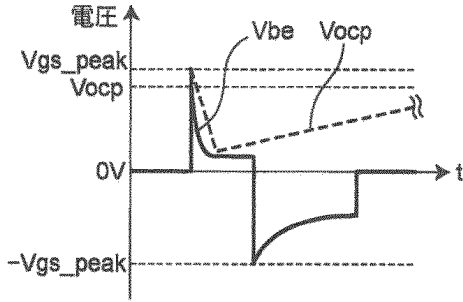 電圧
Vbe
Vocp
Vgs_peak
Vocp
0V
t
−Vgs_peak